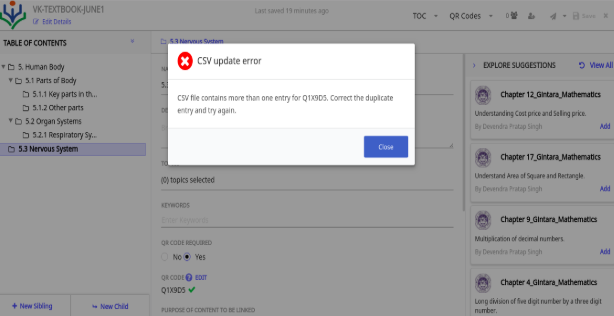 VK-TEXTBOOK-JUNE1
Edit Details
Last saved 19 minutes ago
TOC
QR Codes
0
Save
TABLE OF CONTENTS
5. Human Body
5.1 Parts of Body
5.1.1 Key parts in th...
5.1.2 Other parts
5.2 Organ Systems
5.2.1 Respiratory Sy...
5.3 Nervous System
+ New Sibling
New Child
5.3 Nervous System
CSV update error
CSV file contains more than one entry for Q1X9D5. Correct the duplicate
entry and try again.
Close
(0) topics selected
KEYWORDS
Enter Keywords
QR CODE REQUIRED
No
Yes
QR CODE
EDIT
Q1X9D5
PURPOSE OF CONTENT TO BE LINKED
EXPLORE SUGGESTIONS
View All
Chapter 12_GIntara_Mathematics
Understanding Cost price and Selling price.
By Devendra Pratap Singh
Add
Chapter 17_GIntara_Mathematics
Understand Area of Square and Rectangle.
By Devendra Pratap Singh
Add
Chapter 9_GIntara_Mathematics
Multiplication of decimal numbers.
By Devendra Pratap Singh
Add
Chapter 4_GIntara_Mathematics
Long division of five digit number by a three digit
number.